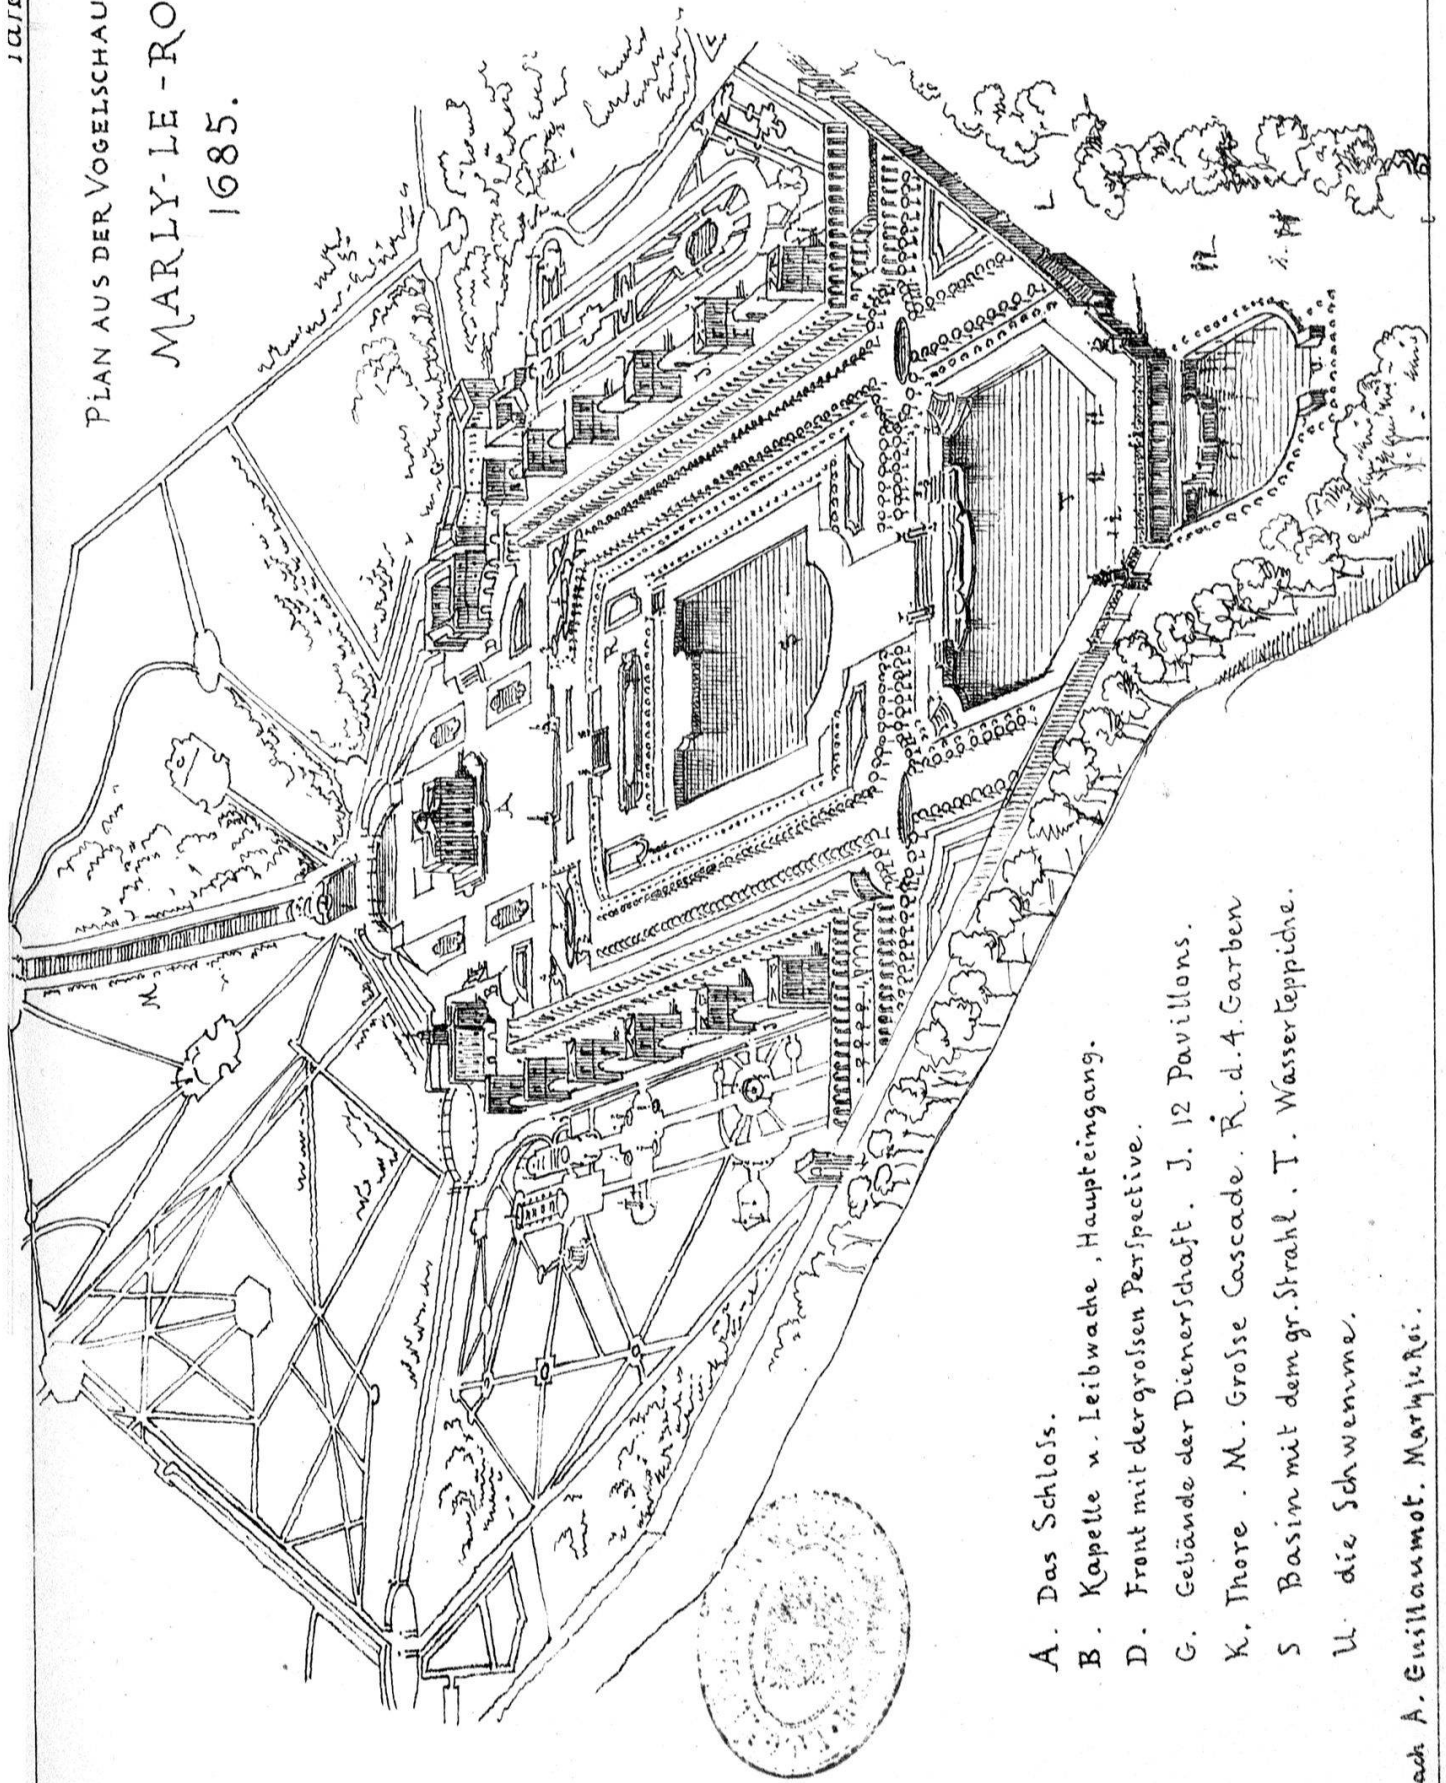 PLAN AUS DER VOGELSCHAU
MARLY-LE-RO
1685.
A. Das Schloſs.
B. Kapelle u. Leibwache, Haupteingang.
D. Front mit der groſsen Perſpective.
G. Gebäude der Dienerſchaft. J. 12 Pavillons.
K. Thore. M. Groſse Cascade. R. d. 4. Garben
S Basin mit dem gr. Strahl. T. Wasserteppiche.
U. die Schwemme.
ach A. Guillaumot. Marly le Roi.
A
R
S
T
M
L
K
J